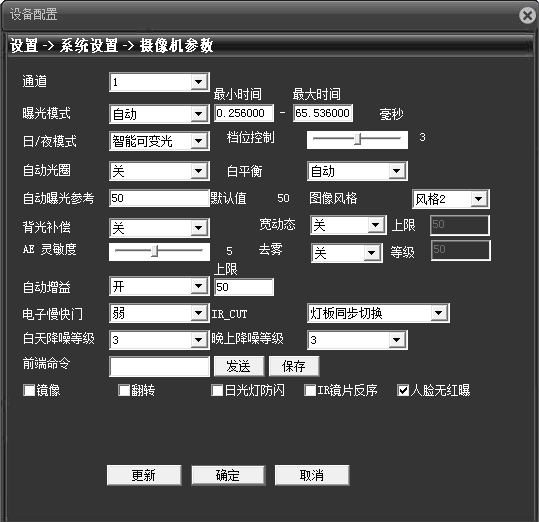 设备配置
设置 -> 系统设置 -> 摄像机参数
通道 1
最小时间 最大时间
曝光模式 自动 0.256000 - 65.536000 毫秒
日/夜模式 智能可变光 档位控制 3
自动光圈 关 白平衡 自动
自动曝光参考 50 默认值 50 图像风格 风格2
背光补偿 关 宽动态 关 上限 50
AE 灵敏度 5 去雾 关 等级 50
上限
自动增益 开 50
电子慢快门 弱 IR_CUT 灯板同步切换
白天降噪等级 3 晚上降噪等级 3
前端命令 发送 保存
镜像 翻转 日光灯防闪 IR镜片反序 人脸无红曝
更新 确定 取消